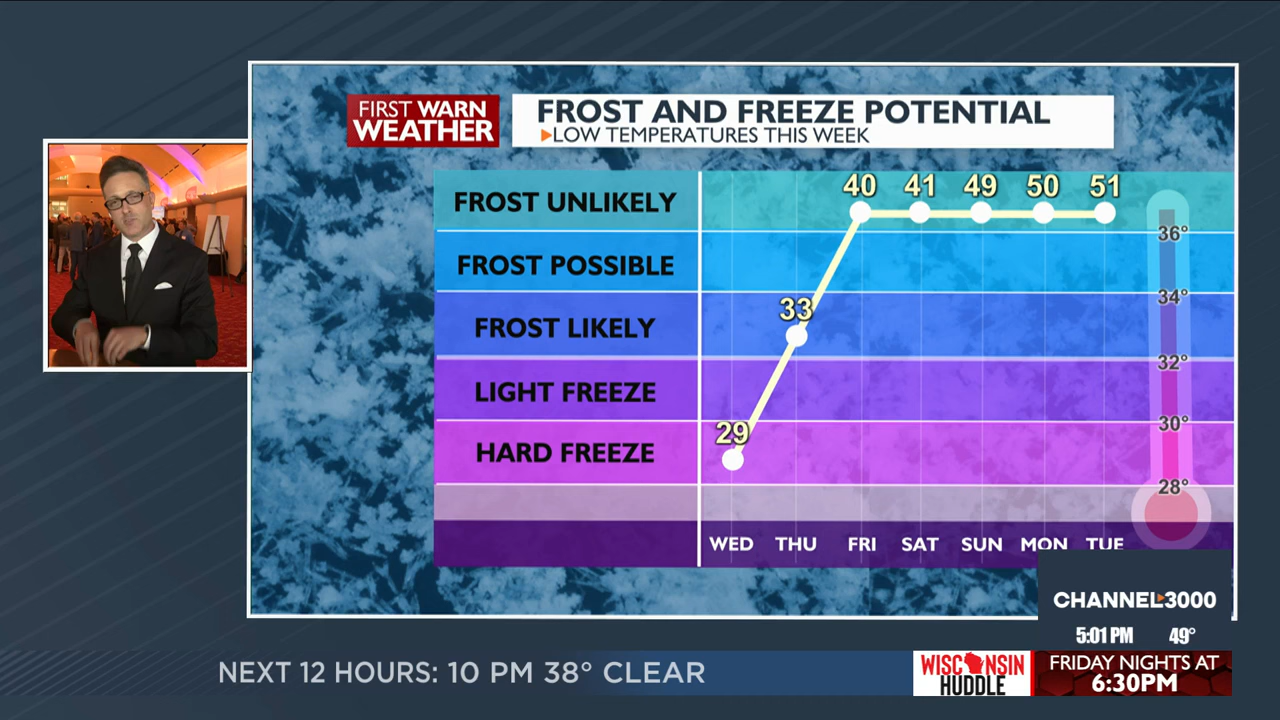 FIRST WARN
WEATHER
FROST AND FREEZE POTENTIAL
LOW TEMPERATURES THIS WEEK
FROST UNLIKELY
FROST POSSIBLE
FROST LIKELY
LIGHT FREEZE
HARD FREEZE
29
33
40
41
49
50
51
36°
34°
32°
30°
28°
WED THU FRI SAT SUN MON TUE
CHANNEL3000
5:01 PM 49°
NEXT 12 HOURS: 10 PM 38° CLEAR
WISCONSIN
HUDDLE
FRIDAY NIGHTS AT
6:30PM